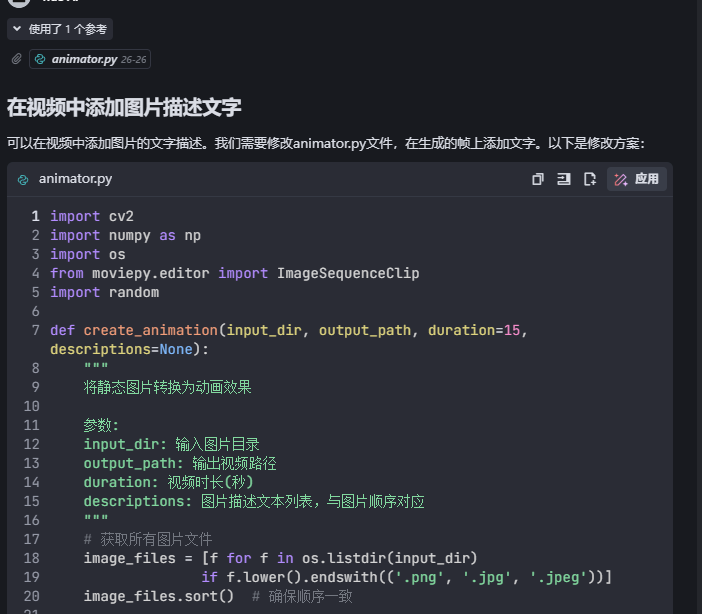 使用了 1 个参考
animator.py 26-26
在视频中添加图片描述文字
可以在视频中添加图片的文字描述。我们需要修改animator.py文件，在生成的帧上添加文字。以下是修改方案：
animator.py
应用
1 import cv2
2 import numpy as np
3 import os
4 from moviepy.editor import ImageSequenceClip
5 import random
6
7 def create_animation(input_dir, output_path, duration=15,
descriptions=None):
8     """
9     将静态图片转换为动画效果
10
11     参数:
12     input_dir: 输入图片目录
13     output_path: 输出视频路径
14     duration: 视频时长(秒)
15     descriptions: 图片描述文本列表，与图片顺序对应
16     """
17     # 获取所有图片文件
18     image_files = [f for f in os.listdir(input_dir)
19                   if f.lower().endswith(('.png', '.jpg', '.jpeg'))]
20     image_files.sort()  # 确保顺序一致